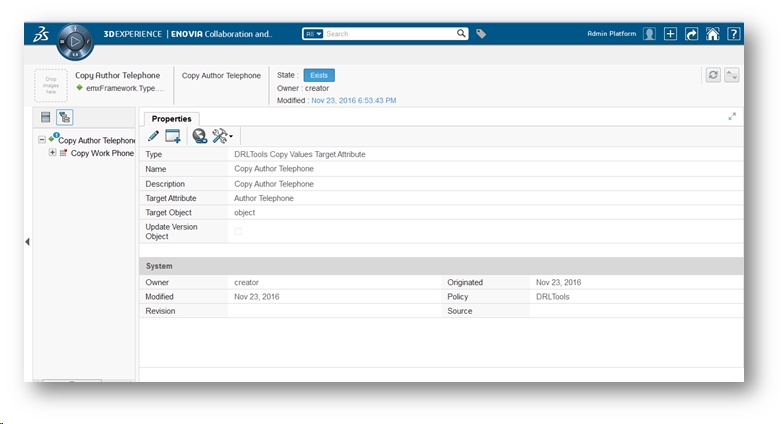 3DEXPERIENCE | ENOVIA Collaboration and..
All Search
Admin Platform
Drop images here
Copy Author Telephone
emxFramework.Type....
Copy Author Telephone
State : Exists
Owner : creator
Modified : Nov 23, 2016 6:53:43 PM
Copy Author Telephone
Copy Work Phone
Properties
Type DRLTools Copy Values Target Attribute
Name Copy Author Telephone
Description Copy Author Telephone
Target Attribute Author Telephone
Target Object object
Update Version Object
System
Owner creator Originated Nov 23, 2016
Modified Nov 23, 2016 Policy DRLTools
Revision Source